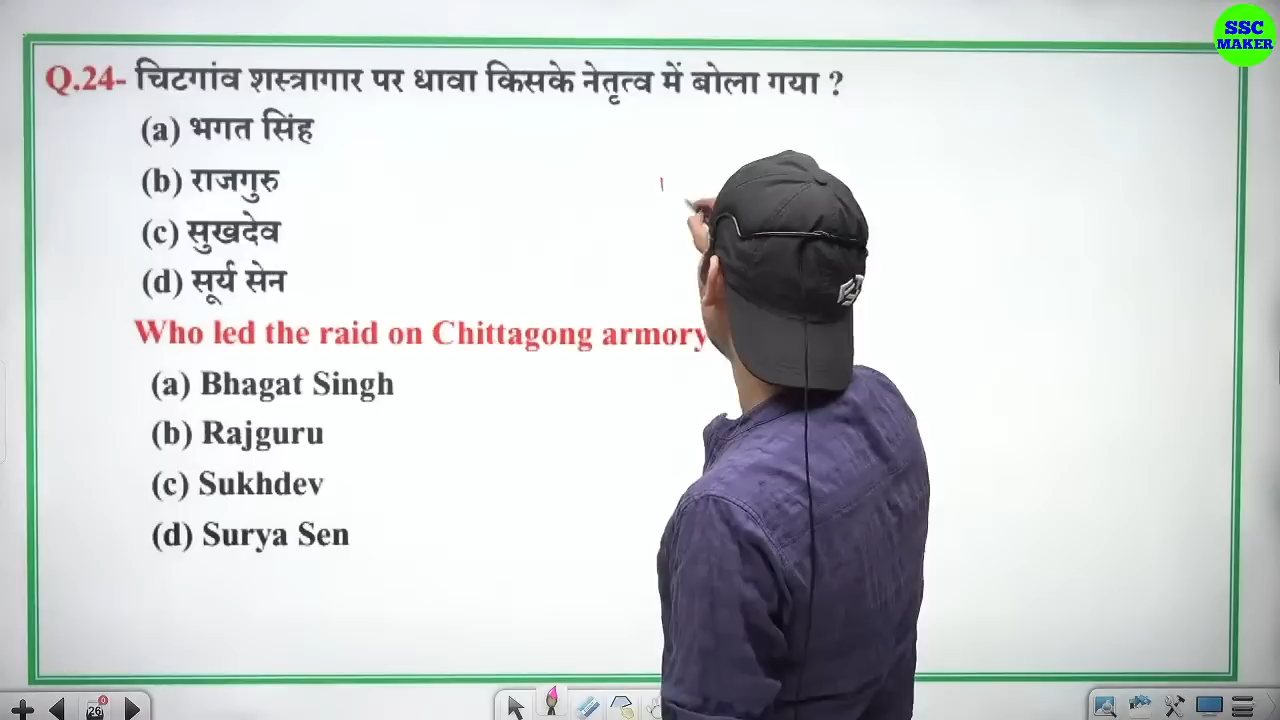 SSC
MAKER
Q.24- चिटगांव शस्त्रागार पर धावा किसके नेतृत्व में बोला गया ?
(a) भगत सिंह
(b) राजगुरु
(c) सुखदेव
(d) सूर्य सेन
Who led the raid on Chittagong armory
(a) Bhagat Singh
(b) Rajguru
(c) Sukhdev
(d) Surya Sen